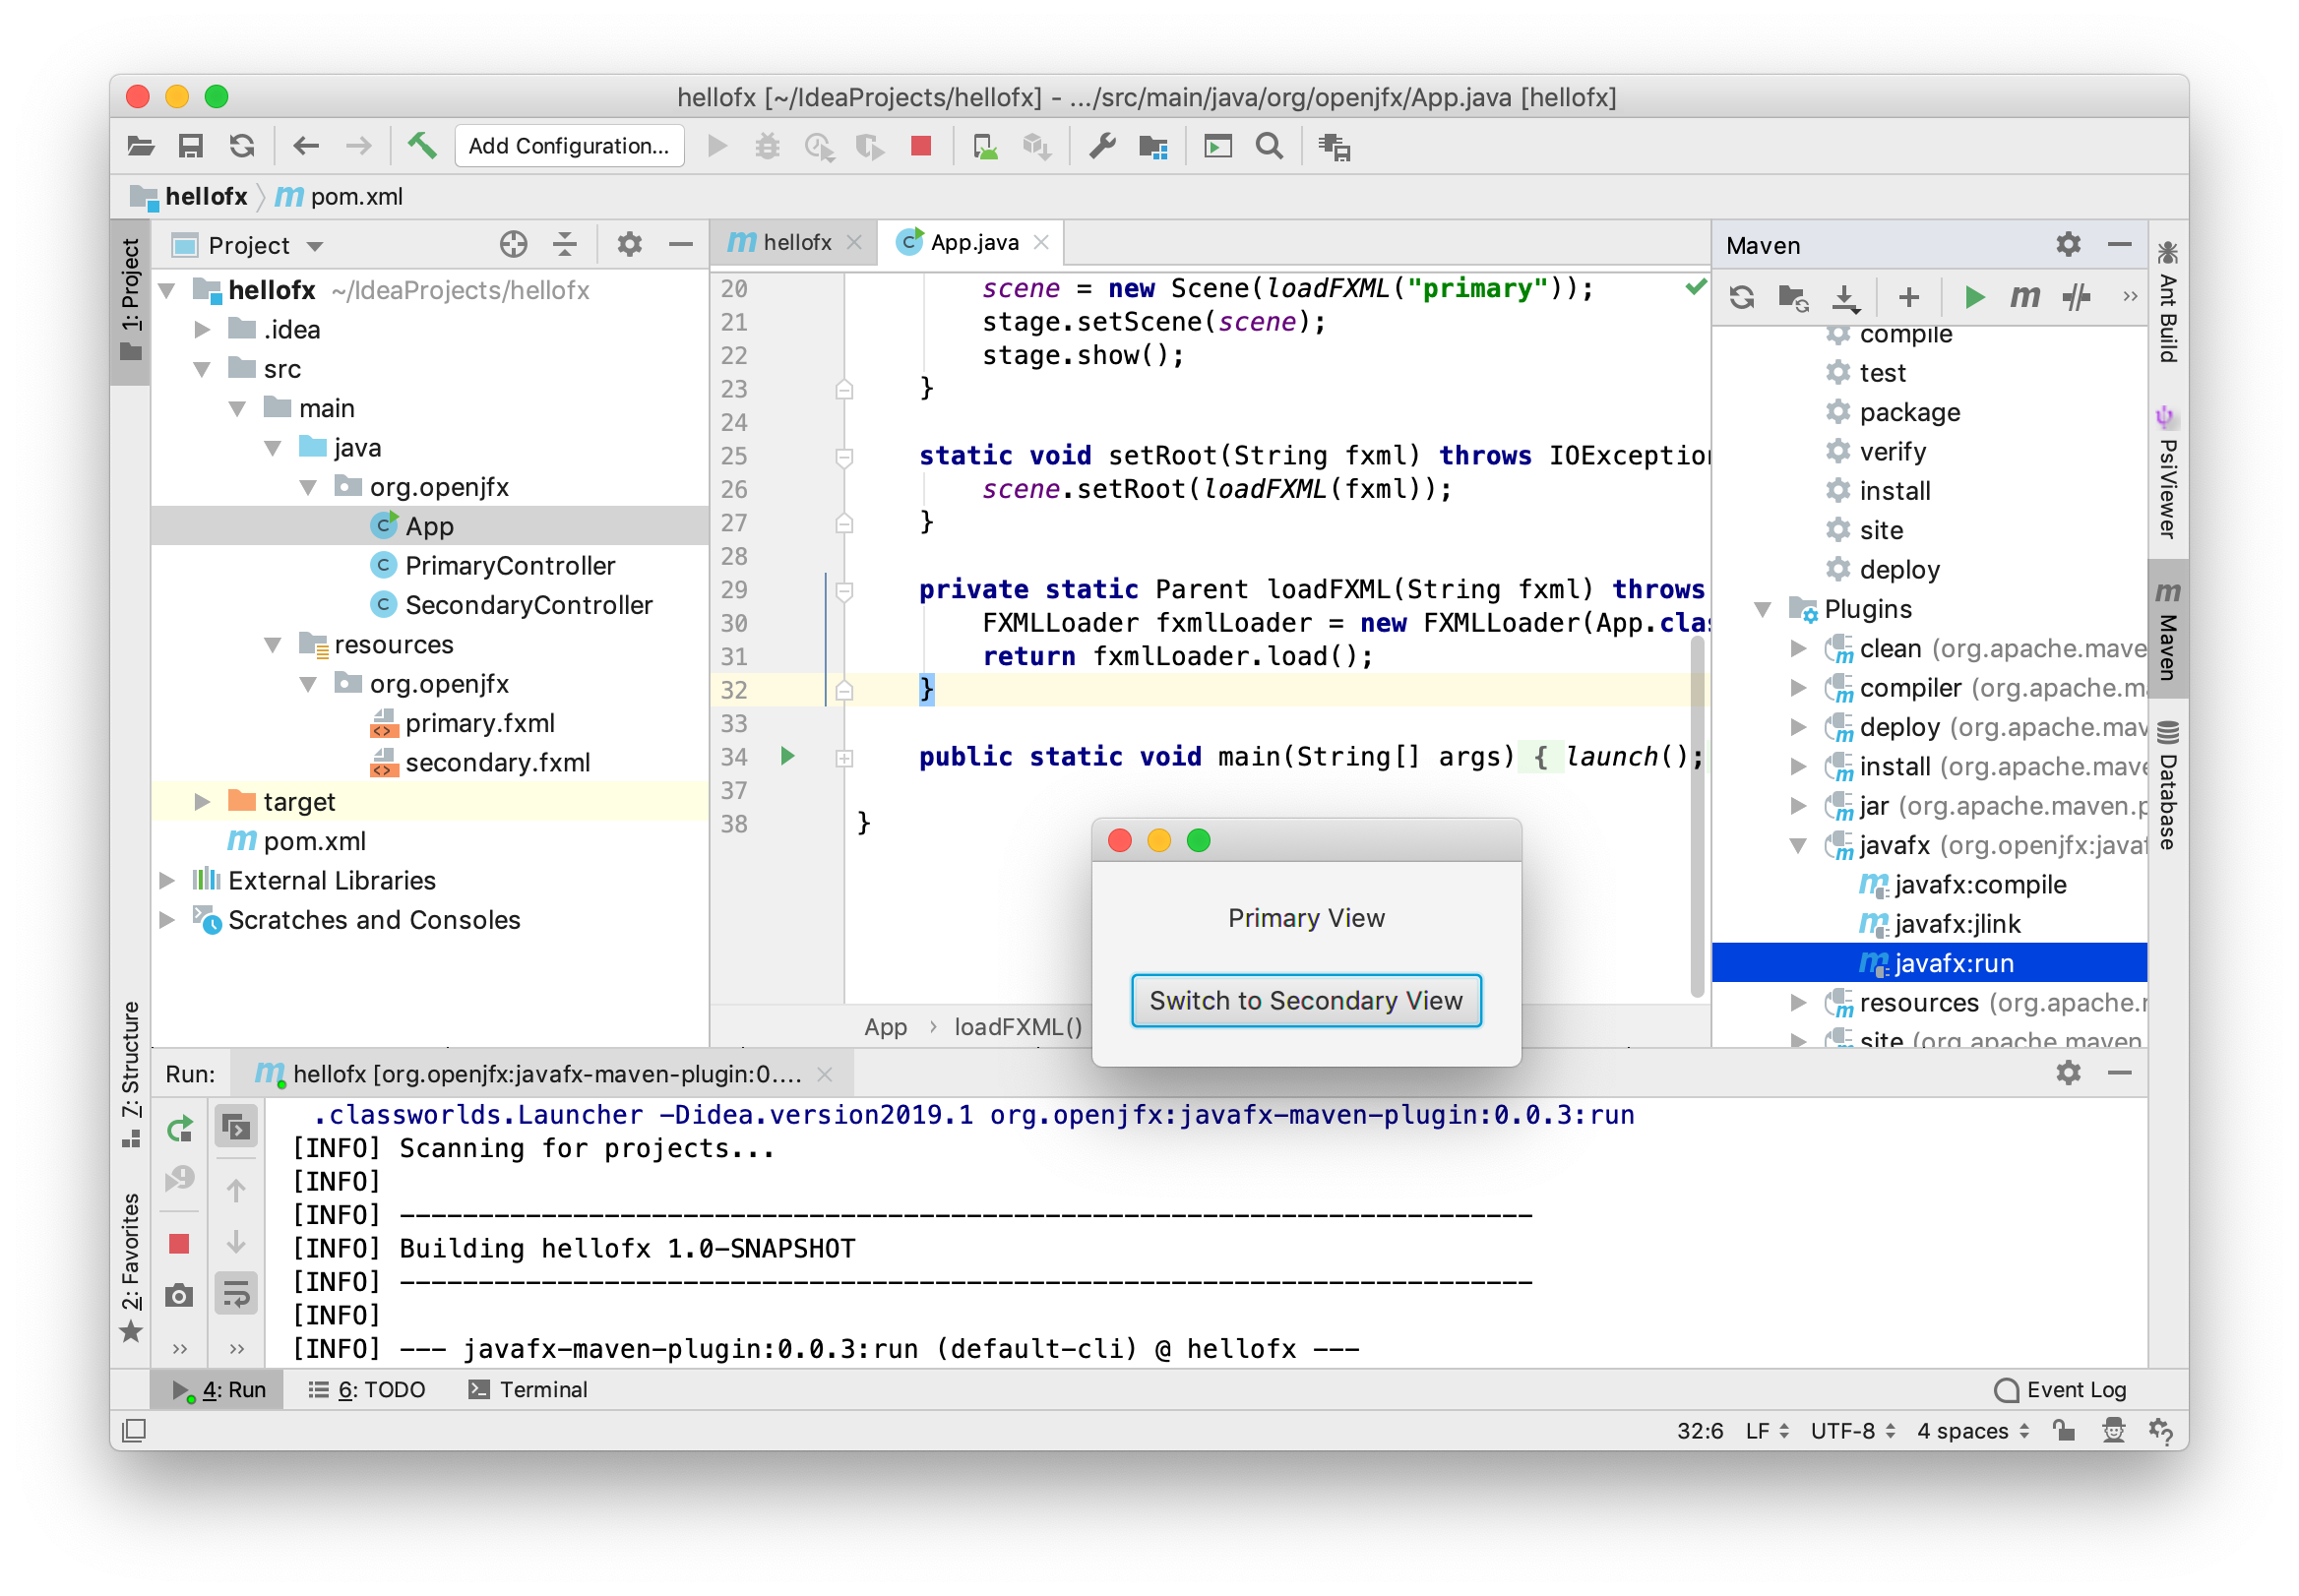 hellofx [~/IdeaProjects/hellofx] - .../src/main/java/org/openjfx/App.java [hellofx]
Add Configuration...
hellofx
pom.xml
1: Project
Project
hellofx ~/IdeaProjects/hellofx
.idea
src
main
java
org.openjfx
App
PrimaryController
SecondaryController
resources
org.openjfx
primary.fxml
secondary.fxml
target
pom.xml
External Libraries
Scratches and Consoles
7: Structure
2: Favorites
hellofx
App.java
20 scene = new Scene(loadFXML("primary"));
21 stage.setScene(scene);
22 stage.show();
23 }
24
25 static void setRoot(String fxml) throws IOException
26 scene.setRoot(loadFXML(fxml));
27 }
28
29 private static Parent loadFXML(String fxml) throws
30 FXMLLoader fxmlLoader = new FXMLLoader(App.clas
31 return fxmlLoader.load();
32 }
33
34 public static void main(String[] args) { launch();
37
38 }
App › loadFXML()
Primary View
Switch to Secondary View
Maven
compile
test
package
verify
install
site
deploy
Plugins
clean (org.apache.mave
compiler (org.apache.m
deploy (org.apache.mav
install (org.apache.mave
jar (org.apache.maven.p
javafx (org.openjfx:javaf
javafx:compile
javafx:jlink
javafx:run
resources (org.apache.r
site (org.apache.maven.
Ant Build
PsiViewer
Maven
Database
Run:
hellofx [org.openjfx:javafx-maven-plugin:0....
.classworlds.Launcher -Didea.version2019.1 org.openjfx:javafx-maven-plugin:0.0.3:run
[INFO] Scanning for projects...
[INFO]
[INFO] ------------------------------------------------------------------------
[INFO] Building hellofx 1.0-SNAPSHOT
[INFO] ------------------------------------------------------------------------
[INFO]
[INFO] --- javafx-maven-plugin:0.0.3:run (default-cli) @ hellofx ---
4: Run
6: TODO
Terminal
Event Log
32:6 LF UTF-8 4 spaces